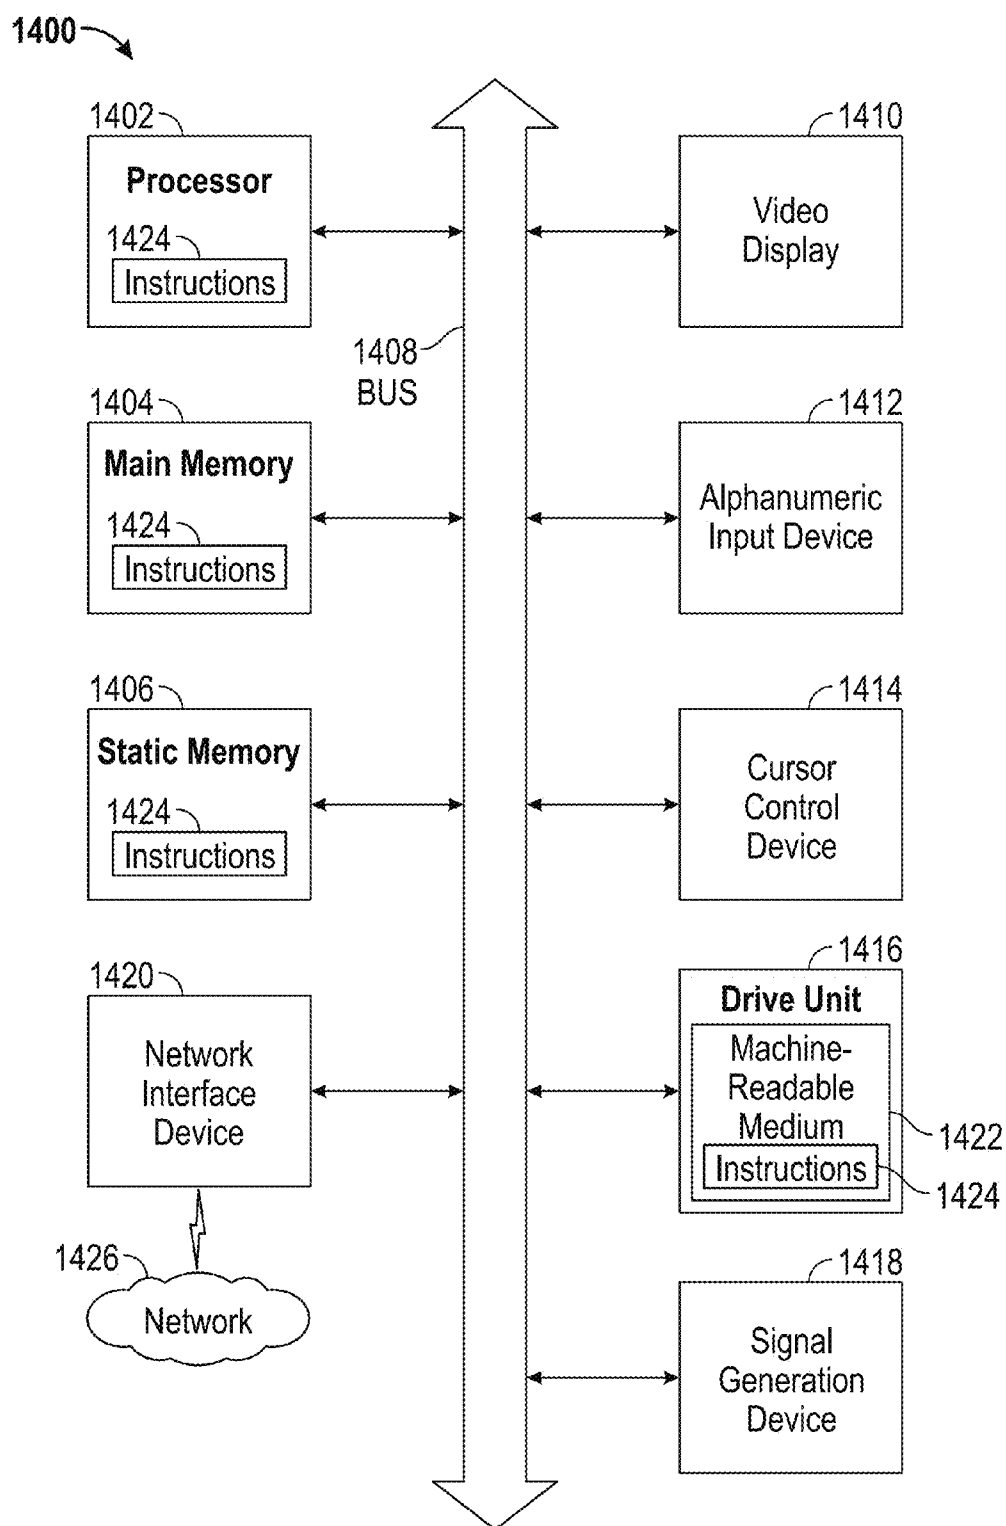 1400
1402
Processor
1424
Instructions
1404
Main Memory
1424
Instructions
1406
Static Memory
1424
Instructions
1420
Network
Interface
Device
1426
Network
1408
BUS
1410
Video
Display
1412
Alphanumeric
Input Device
1414
Cursor
Control
Device
1416
Drive Unit
Machine-
Readable
Medium
1422
Instructions
1424
1418
Signal
Generation
Device